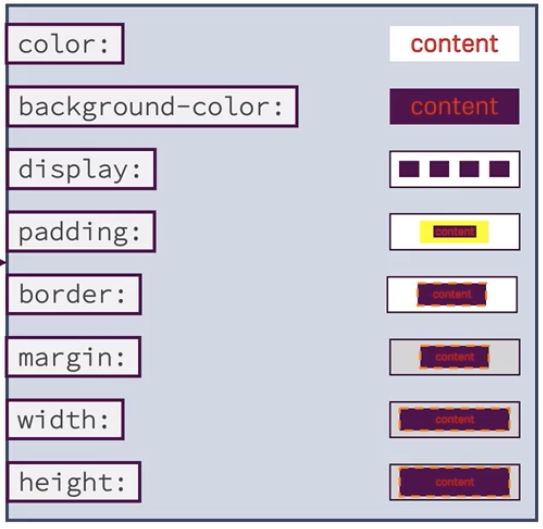 color: content
background-color: content
display:
padding: content
border: content
margin: content
width: content
height: content